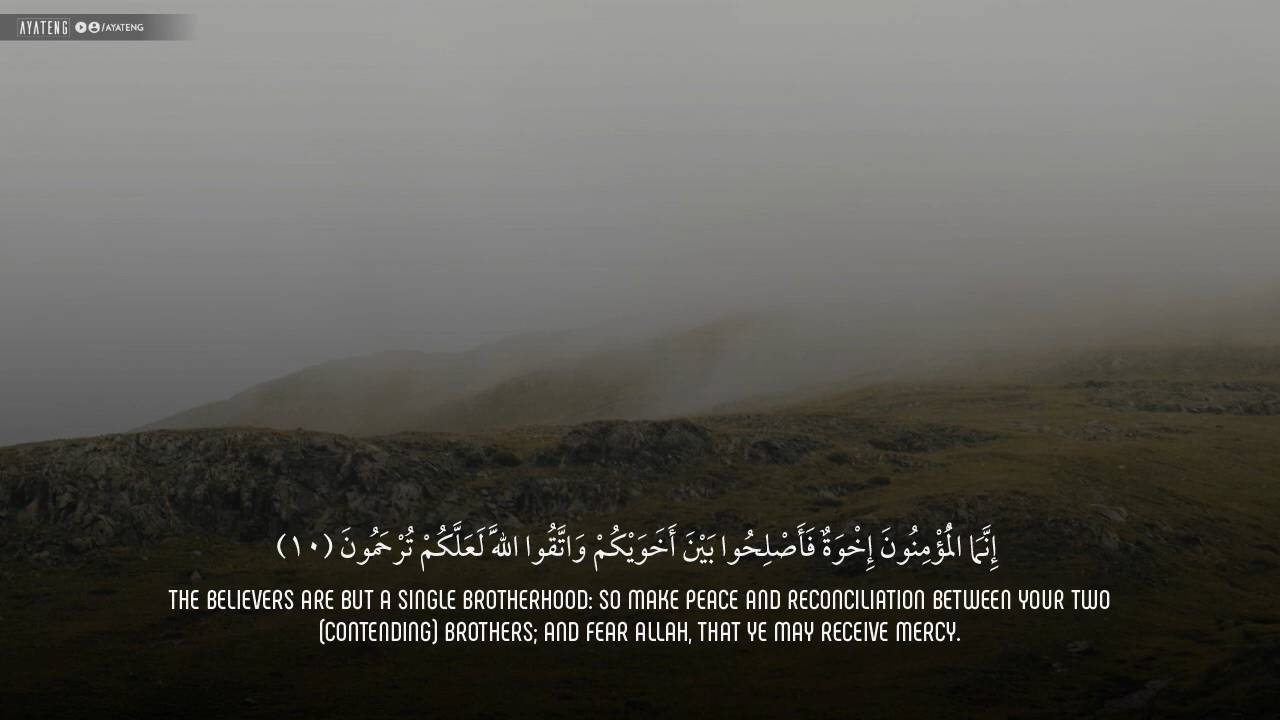 AYATENG /AYATENG
إِنَّمَا الْمُؤْمِنُونَ إِخْوَةٌ فَأَصْلِحُوا بَيْنَ أَخَوَيْكُمْ وَاتَّقُوا اللَّهَ لَعَلَّكُمْ تُرْحَمُونَ (١٠)
THE BELIEVERS ARE BUT A SINGLE BROTHERHOOD: SO MAKE PEACE AND RECONCILIATION BETWEEN YOUR TWO
(CONTENDING) BROTHERS; AND FEAR ALLAH, THAT YE MAY RECEIVE MERCY.